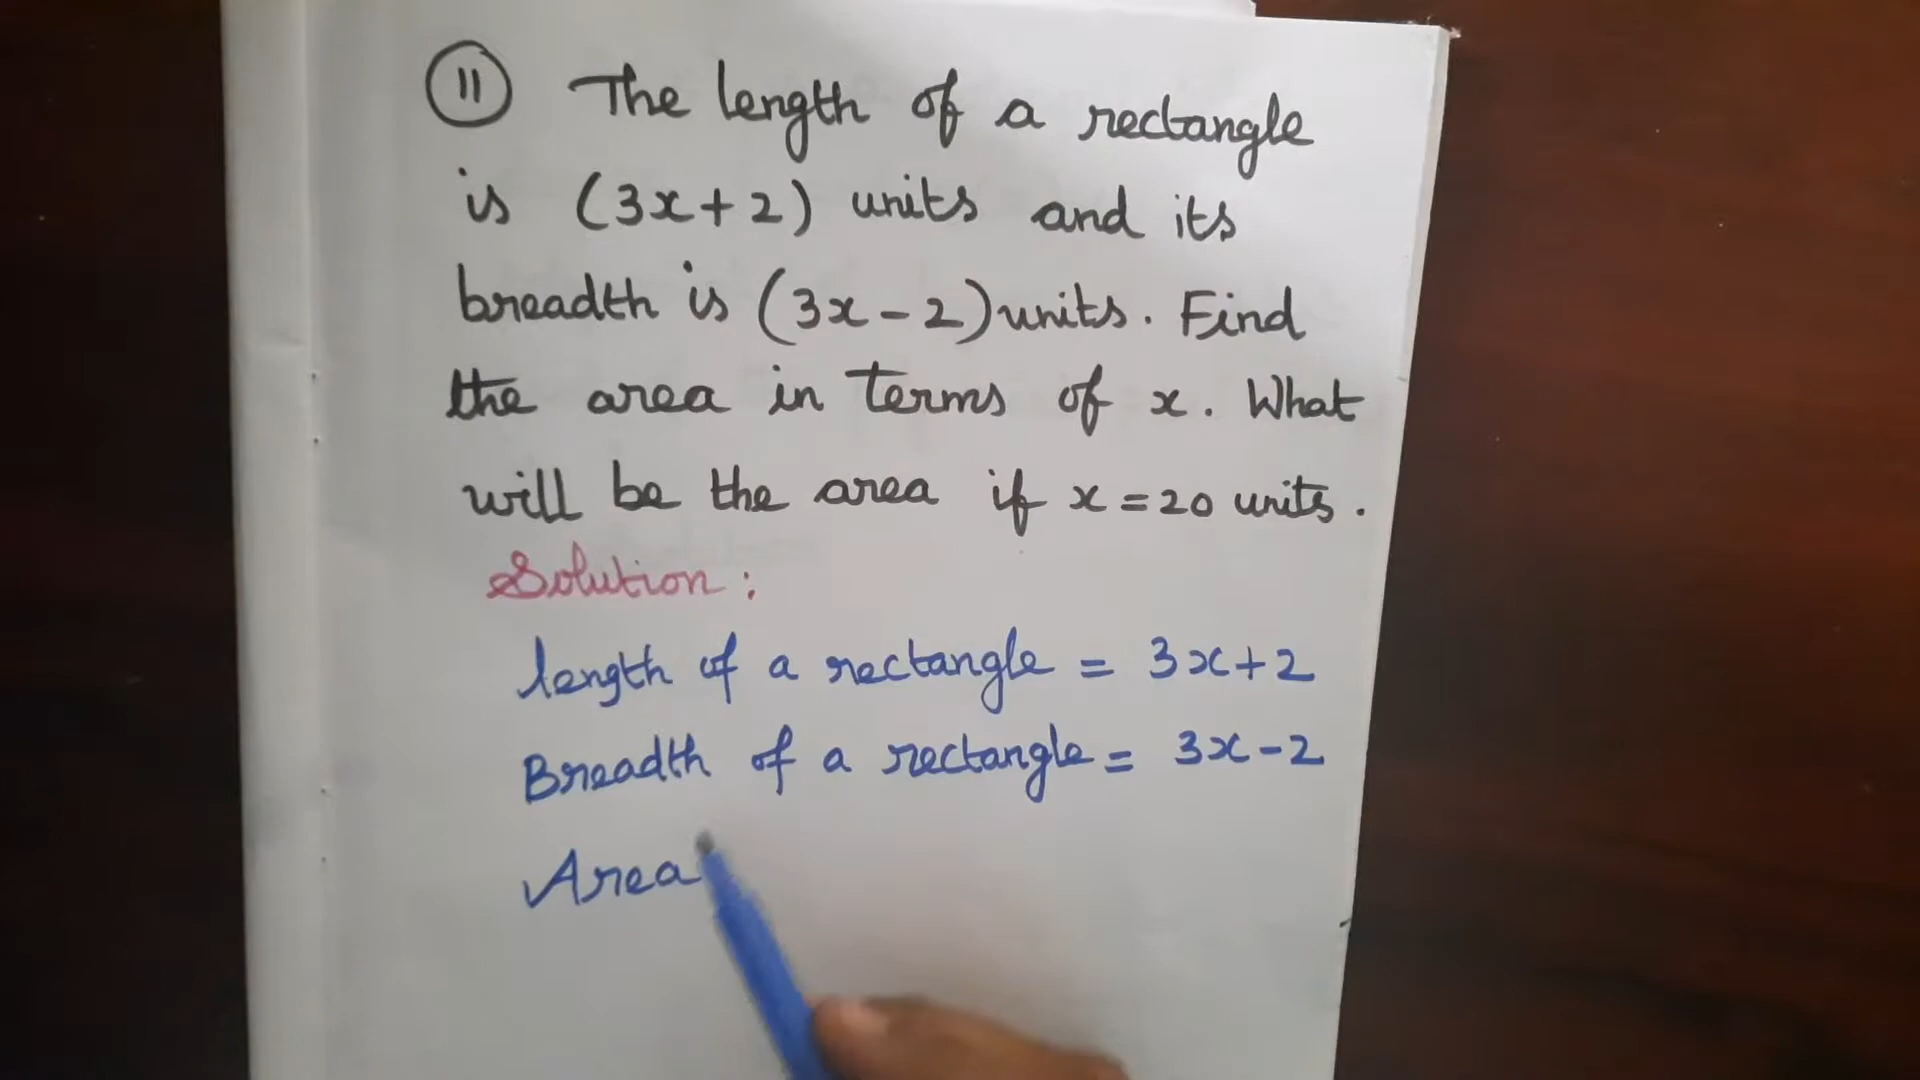 11 The length of a rectangle
is (3x+2) units and its
breadth is (3x-2) units. Find
the area in terms of x. What
will be the area if x=20 units.
Solution:
length of a rectangle = 3x+2
Breadth of a rectangle = 3x-2
Area